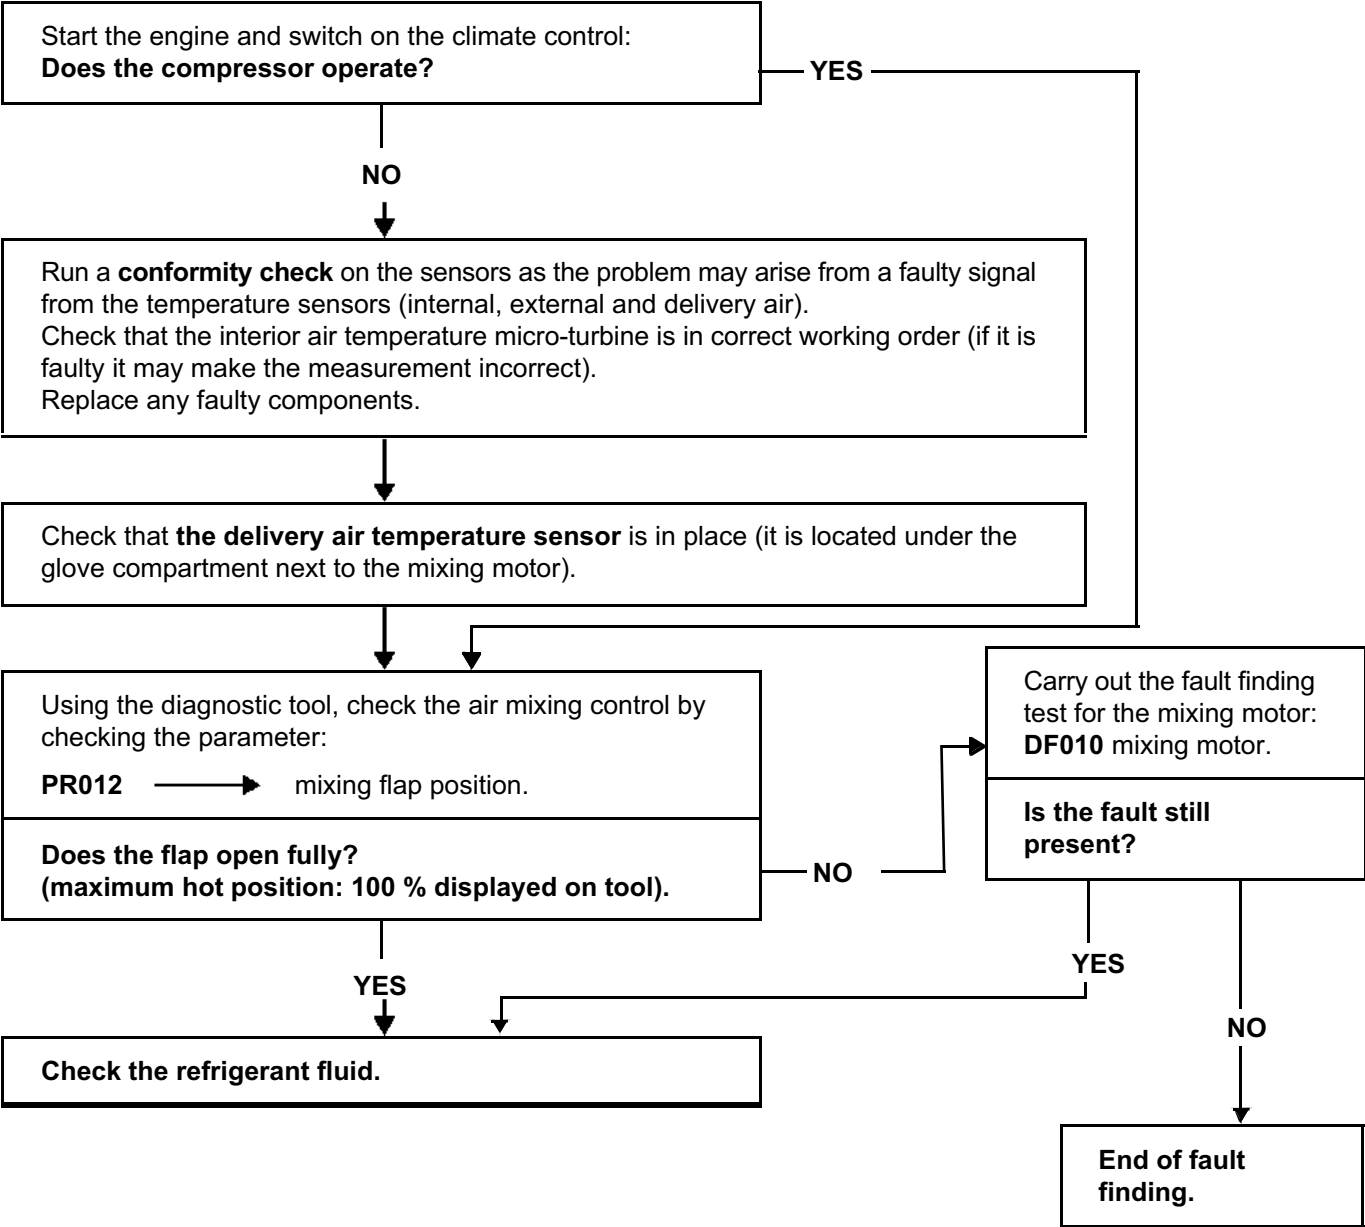 Start the engine and switch on the climate control:
Does the compressor operate?
YES
NO
Run a conformity check on the sensors as the problem may arise from a faulty signal
from the temperature sensors (internal, external and delivery air).
Check that the interior air temperature micro-turbine is in correct working order (if it is
faulty it may make the measurement incorrect).
Replace any faulty components.
Check that the delivery air temperature sensor is in place (it is located under the
glove compartment next to the mixing motor).
Using the diagnostic tool, check the air mixing control by
checking the parameter:
PR012 mixing flap position.
Does the flap open fully?
(maximum hot position: 100 % displayed on tool).
NO
Carry out the fault finding
test for the mixing motor:
DF010 mixing motor.
Is the fault still
present?
YES
YES
NO
Check the refrigerant fluid.
End of fault
finding.